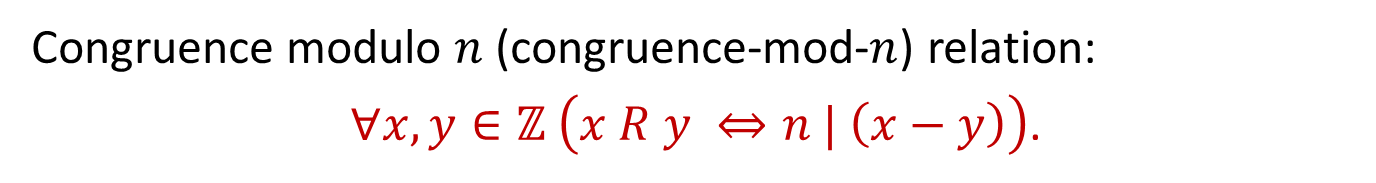 Congruence modulo 𝑛 (congruence-mod-𝑛) relation:
∀𝑥, 𝑦 ∈ ℤ (𝑥 𝑅 𝑦 ⇔ 𝑛 | (𝑥 − 𝑦)).